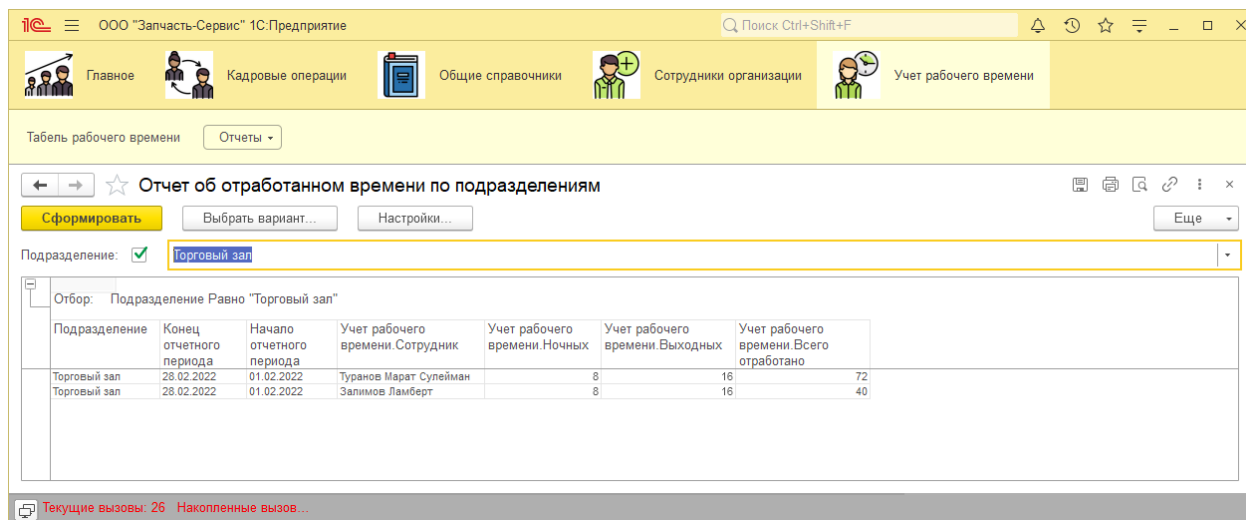 1С ООО "Запчасть-Сервис" 1С:Предприятие Поиск Ctrl+Shift+F
Главное Кадровые операции Общие справочники Сотрудники организации Учет рабочего времени
Табель рабочего времени Отчеты
Отчет об отработанном времени по подразделениям
Сформировать Выбрать вариант... Настройки... Еще
Подразделение: Торговый зал
Отбор: Подразделение Равно "Торговый зал"
Подразделение Конец Начало Учет рабочего Учет рабочего Учет рабочего Учет рабочего
отчетного отчетного времени.Сотрудник времени.Ночных времени.Выходных времени.Всего
периода периода отработано
Торговый зал 28.02.2022 01.02.2022 Туранов Марат Сулейман 8 16 72
Торговый зал 28.02.2022 01.02.2022 Залимов Ламберт 8 16 40
Текущие вызовы: 26 Накопленные вызов...